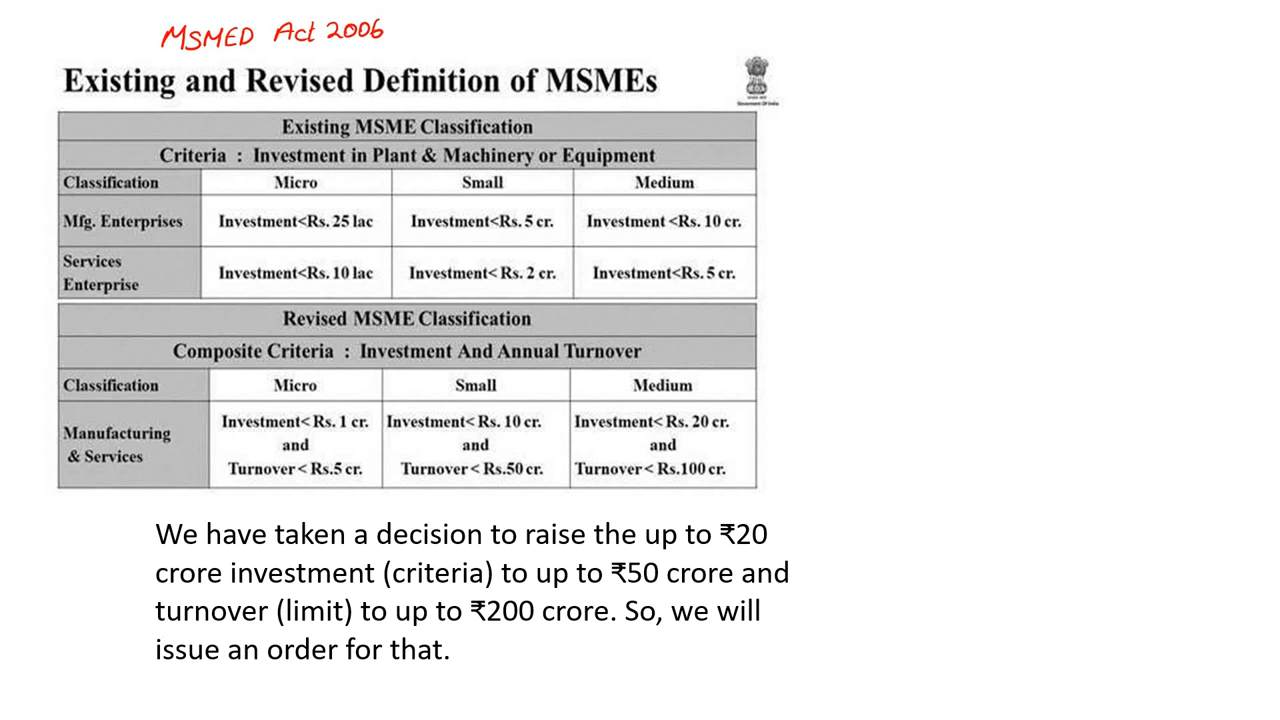 MSMED Act 2006
Existing and Revised Definition of MSMEs
Government Of India
Existing MSME Classification
Criteria : Investment in Plant & Machinery or Equipment
Classification Micro Small Medium
Mfg. Enterprises Investment<Rs. 25 lac Investment<Rs. 5 cr. Investment <Rs. 10 cr.
Services
Enterprise Investment<Rs. 10 lac Investment< Rs. 2 cr. Investment<Rs. 5 cr.
Revised MSME Classification
Composite Criteria : Investment And Annual Turnover
Classification Micro Small Medium
Manufacturing
& Services
Investment< Rs. 1 cr.
and
Turnover < Rs.5 cr.
Investment< Rs. 10 cr.
and
Turnover < Rs.50 cr.
Investment< Rs. 20 cr.
and
Turnover < Rs.100 cr.
We have taken a decision to raise the up to ₹20
crore investment (criteria) to up to ₹50 crore and
turnover (limit) to up to ₹200 crore. So, we will
issue an order for that.